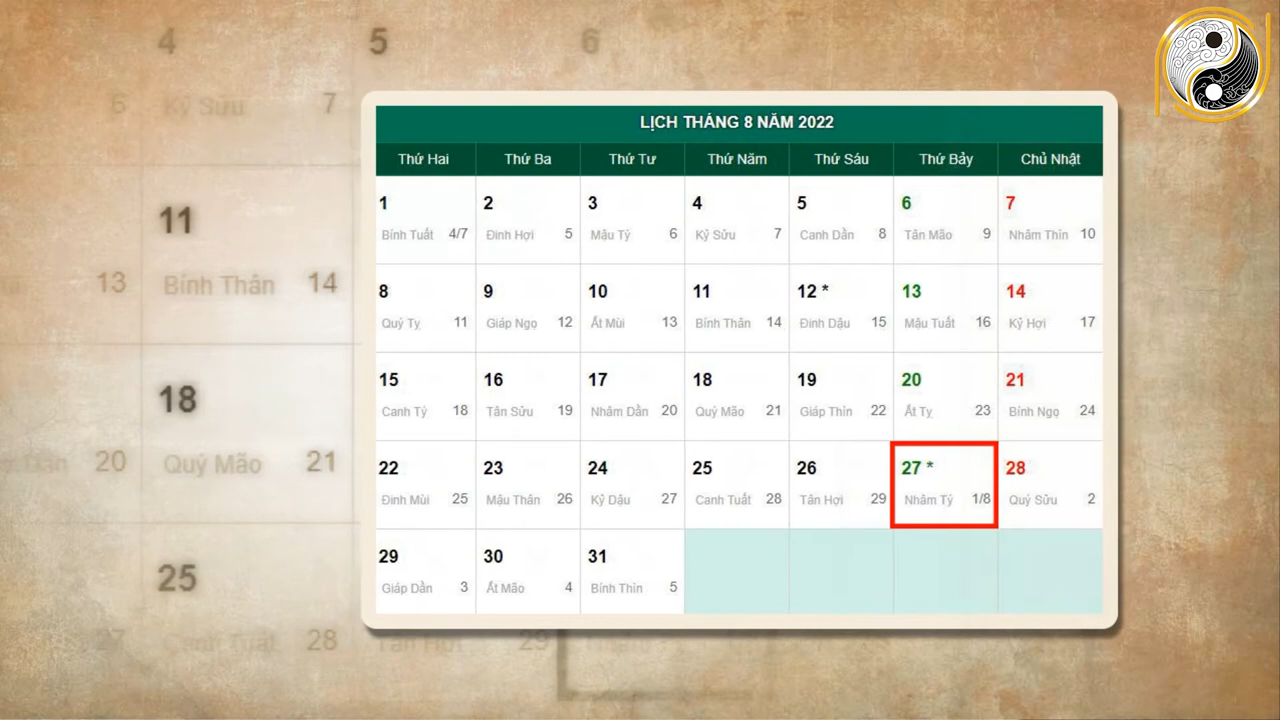 4 5 6
6 Kỷ Sửu 7
11
13 Bính Thân 14
18
20 Quý Mão 21
25
27 Canh Tuất 28 Tân Hợi 29
LỊCH THÁNG 8 NĂM 2022
Thứ Hai Thứ Ba Thứ Tư Thứ Năm Thứ Sáu Thứ Bảy Chủ Nhật
1 2 3 4 5 6 7
Bính Tuất 4/7 Đinh Hợi 5 Mậu Tý 6 Kỷ Sửu 7 Canh Dần 8 Tân Mão 9 Nhâm Thìn 10
8 9 10 11 12 * 13 14
Quý Tỵ 11 Giáp Ngọ 12 Ất Mùi 13 Bính Thân 14 Đinh Dậu 15 Mậu Tuất 16 Kỷ Hợi 17
15 16 17 18 19 20 21
Canh Tý 18 Tân Sửu 19 Nhâm Dần 20 Quý Mão 21 Giáp Thìn 22 Ất Tỵ 23 Bính Ngọ 24
22 23 24 25 26 27 * 28
Đinh Mùi 25 Mậu Thân 26 Kỷ Dậu 27 Canh Tuất 28 Tân Hợi 29 Nhâm Tý 1/8 Quý Sửu 2
29 30 31
Giáp Dần 3 Ất Mão 4 Bính Thìn 5